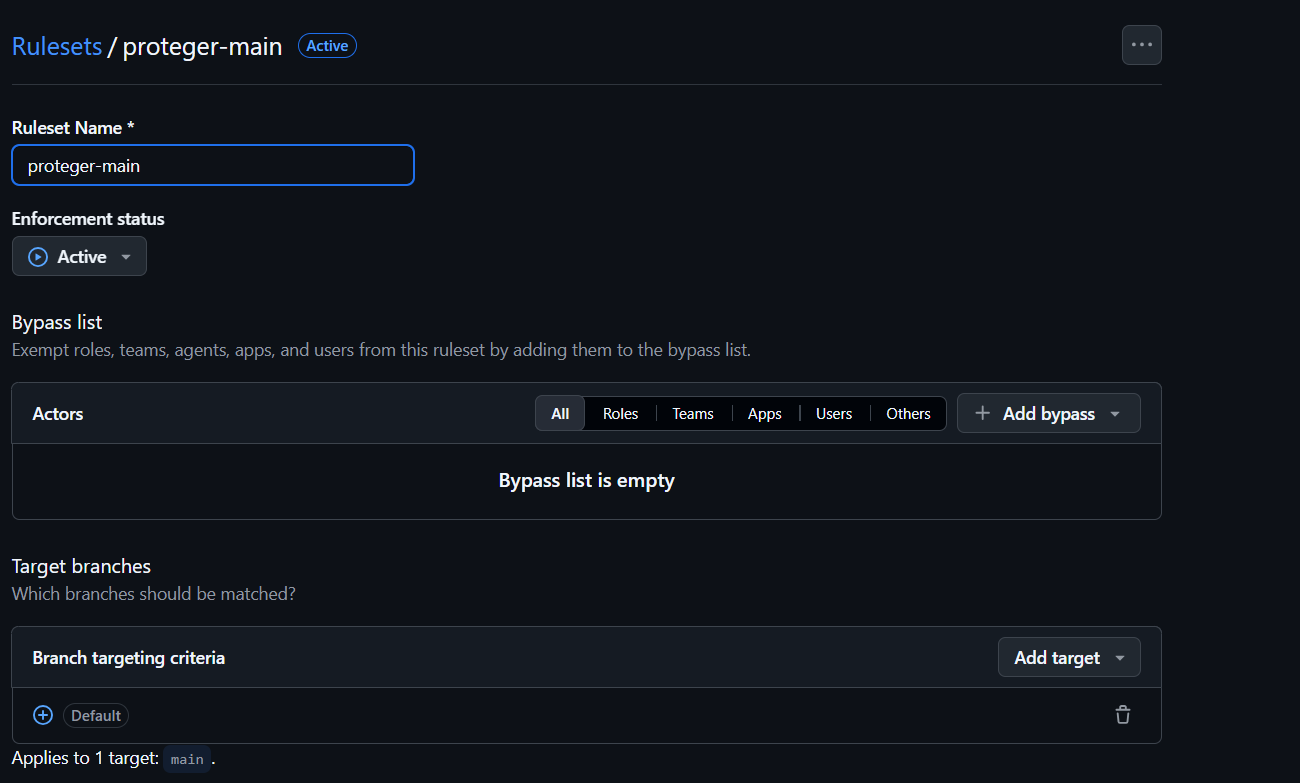 Rulesets / proteger-main Active
Ruleset Name *
proteger-main
Enforcement status
Active
Bypass list
Exempt roles, teams, agents, apps, and users from this ruleset by adding them to the bypass list.
Actors All Roles Teams Apps Users Others Add bypass
Bypass list is empty
Target branches
Which branches should be matched?
Branch targeting criteria Add target
Default
Applies to 1 target: main .